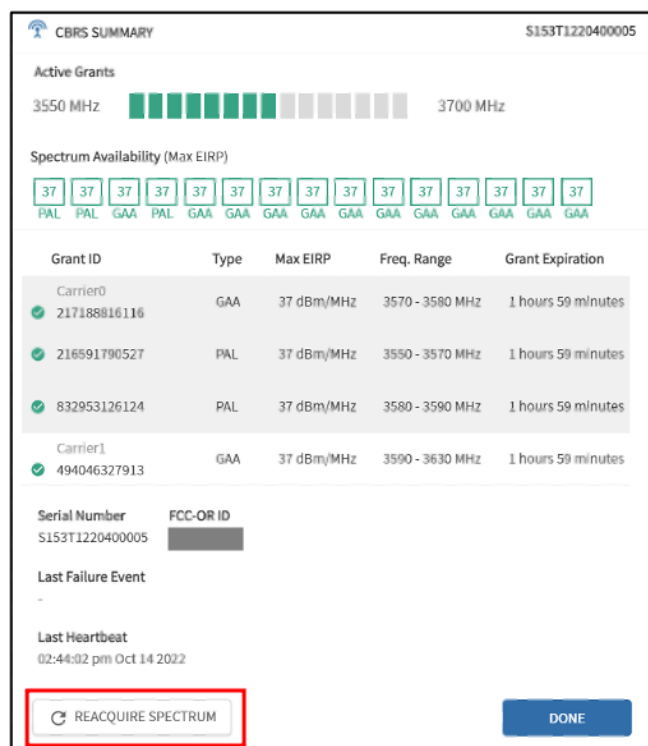 CBRS SUMMARY S153T1220400005
Active Grants
3550 MHz 3700 MHz
Spectrum Availability (Max EIRP)
37 37 37 37 37 37 37 37 37 37 37 37 37 37 37
PAL PAL GAA PAL GAA GAA GAA GAA GAA GAA GAA GAA GAA GAA GAA
Grant ID Type Max EIRP Freq. Range Grant Expiration
Carrier0
217188816116 GAA 37 dBm/MHz 3570 - 3580 MHz 1 hours 59 minutes
216591790527 PAL 37 dBm/MHz 3550 - 3570 MHz 1 hours 59 minutes
832953126124 PAL 37 dBm/MHz 3580 - 3590 MHz 1 hours 59 minutes
Carrier1
494046327913 GAA 37 dBm/MHz 3590 - 3630 MHz 1 hours 59 minutes
Serial Number FCC-OR ID
S153T1220400005
Last Failure Event
-
Last Heartbeat
02:44:02 pm Oct 14 2022
REACQUIRE SPECTRUM DONE